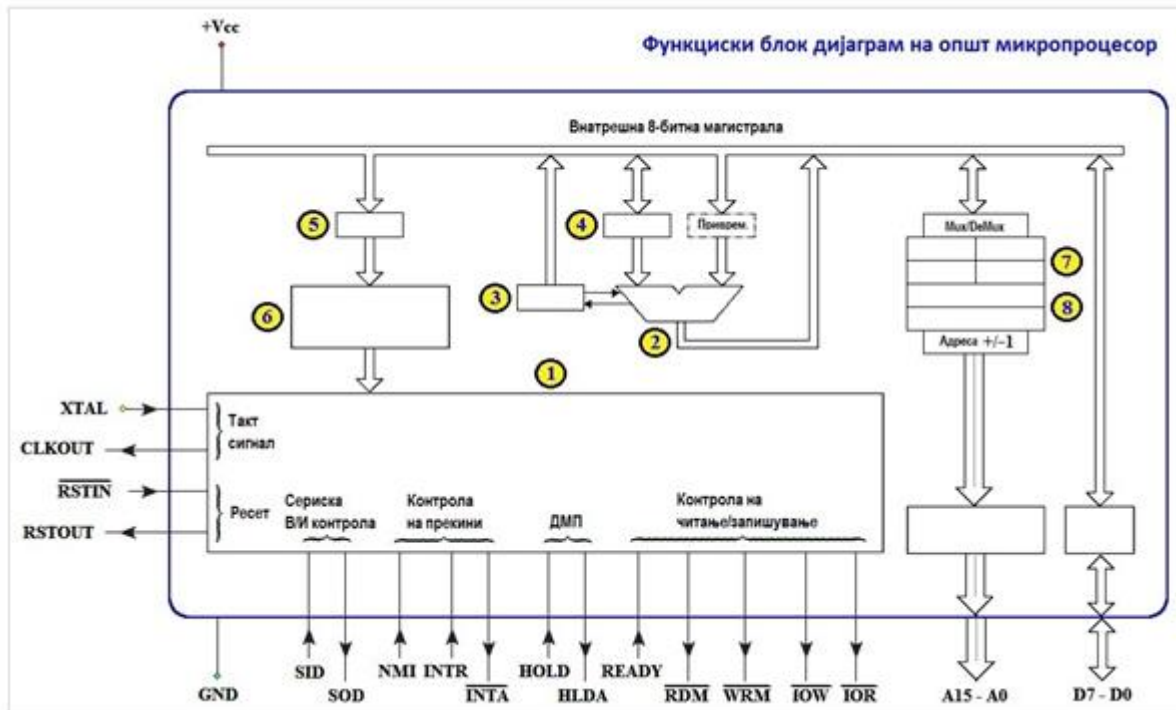 +Vcc
Функциски блок дијаграм на општ микропроцесор
Внатрешна 8-битна магистрала
5
4
Приврем.
Mux/DeMux
7
3
8
6
2
Адреса +/−1
1
XTAL
Такт
сигнал
CLKOUT
RSTIN
Ресет
RSTOUT
Сериска
В/И контрола
Контрола
на прекини
ДМП
Контрола на
читање/запишување
SID
SOD
NMI
INTR
INTA
HOLD
HLDA
READY
RDM
WRM
IOW
IOR
GND
A15 - A0
D7 - D0